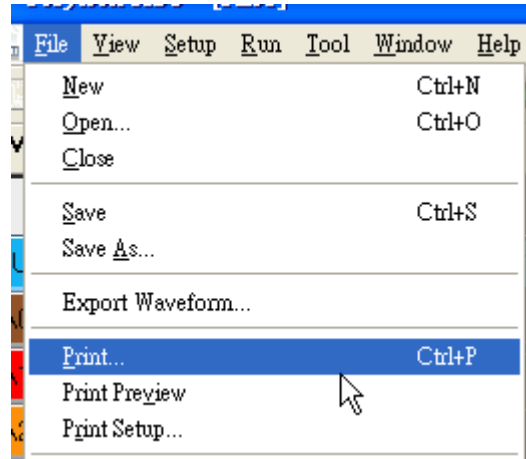 File View Setup Run Tool Window Help
New Ctrl+N
Open... Ctrl+O
Close
Save Ctrl+S
Save As...
Export Waveform...
Print... Ctrl+P
Print Preview
Print Setup...